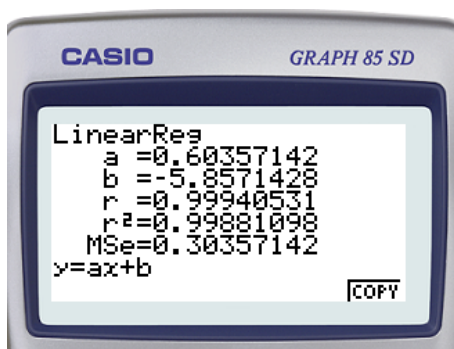 CASIO GRAPH 85 SD
LinearReg
a =0.60357142
b =-5.8571428
r =0.99940531
r²=0.99881098
MSe=0.30357142
y=ax+b
COPY